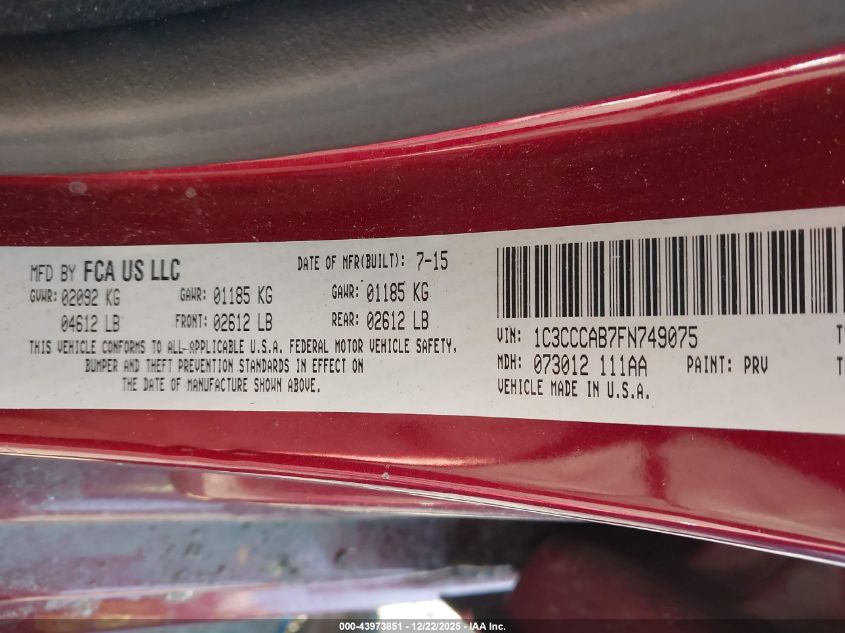 MFD BY FCA US LLC DATE OF MFR(BUILT): 7-15
GVWR: 02092 KG GAWR: 01185 KG GAWR: 01185 KG
04612 LB FRONT: 02612 LB REAR: 02612 LB
THIS VEHICLE CONFORMS TO ALL APPLICABLE U.S.A. FEDERAL MOTOR VEHICLE SAFETY,
BUMPER AND THEFT PREVENTION STANDARDS IN EFFECT ON
THE DATE OF MANUFACTURE SHOWN ABOVE.
VIN: 1C3CCCAB7FN749075
MDH: 073012 111AA PAINT: PRV
VEHICLE MADE IN U.S.A.
000-43973851 - 12/22/2025 - IAA Inc.